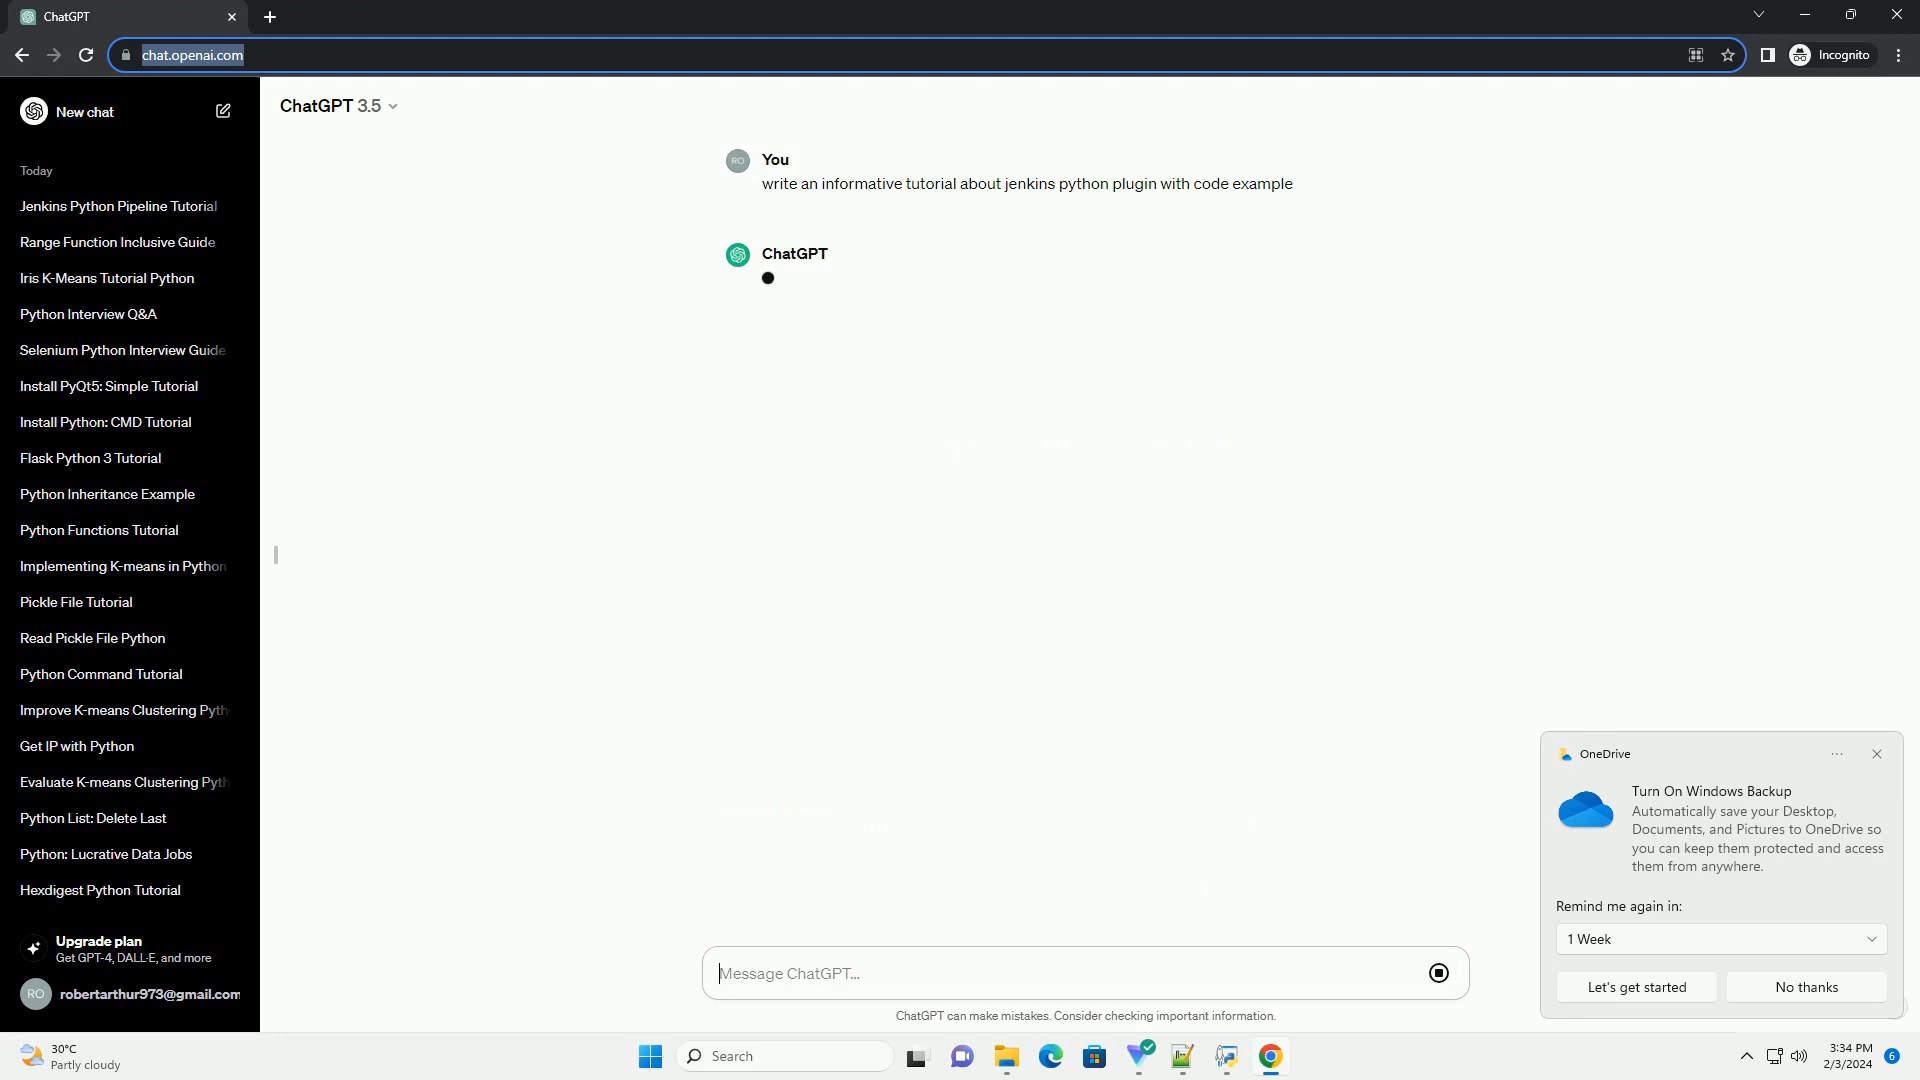 ChatGPT
chat.openai.com
Incognito
New chat
Today
Jenkins Python Pipeline Tutorial
Range Function Inclusive Guide
Iris K-Means Tutorial Python
Python Interview Q&A
Selenium Python Interview Guide
Install PyQt5: Simple Tutorial
Install Python: CMD Tutorial
Flask Python 3 Tutorial
Python Inheritance Example
Python Functions Tutorial
Implementing K-means in Python
Pickle File Tutorial
Read Pickle File Python
Python Command Tutorial
Improve K-means Clustering Pyth
Get IP with Python
Evaluate K-means Clustering Pyth
Python List: Delete Last
Python: Lucrative Data Jobs
Hexdigest Python Tutorial
Upgrade plan
Get GPT-4, DALL·E, and more
RO
robertarthur973@gmail.com
ChatGPT 3.5
RO
You
write an informative tutorial about jenkins python plugin with code example
ChatGPT
Message ChatGPT...
ChatGPT can make mistakes. Consider checking important information.
OneDrive
Turn On Windows Backup
Automatically save your Desktop,
Documents, and Pictures to OneDrive so
you can keep them protected and access
them from anywhere.
Remind me again in:
1 Week
Let's get started
No thanks
30°C
Partly cloudy
Search
3:34 PM
2/3/2024
6